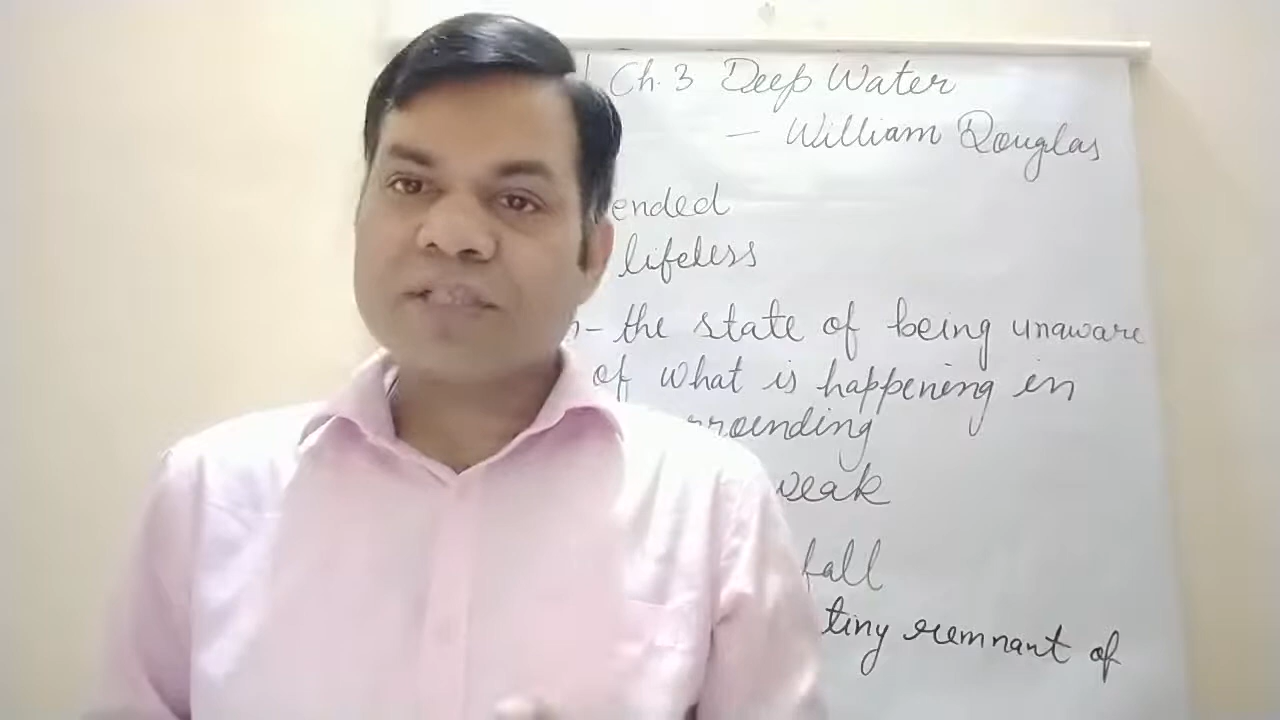 Ch. 3 Deep Water
– William Douglas
ended
lifeless
– the state of being unaware
of what is happening in
rrounding
weak
fall
tiny remnant of